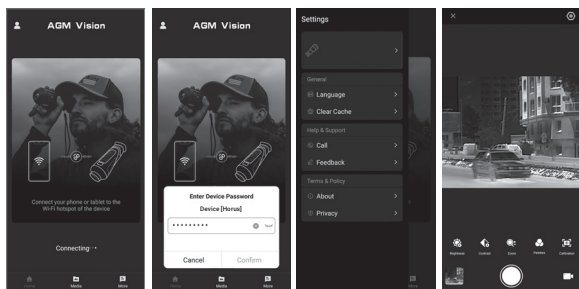 AGM Vision
Connect your phone or tablet to the
Wi-Fi hotspot of the device
Connecting···
Home
Media
More
AGM Vision
Enter Device Password
Device [Horus]
•••••••••
Cancel
Confirm
Home
Media
More
Settings
General
Language
Clear Cache
Help & Support
Call
Feedback
Terms & Policy
About
Privacy
More
Brightness
Contrast
Zoom
Palettes
Calibration